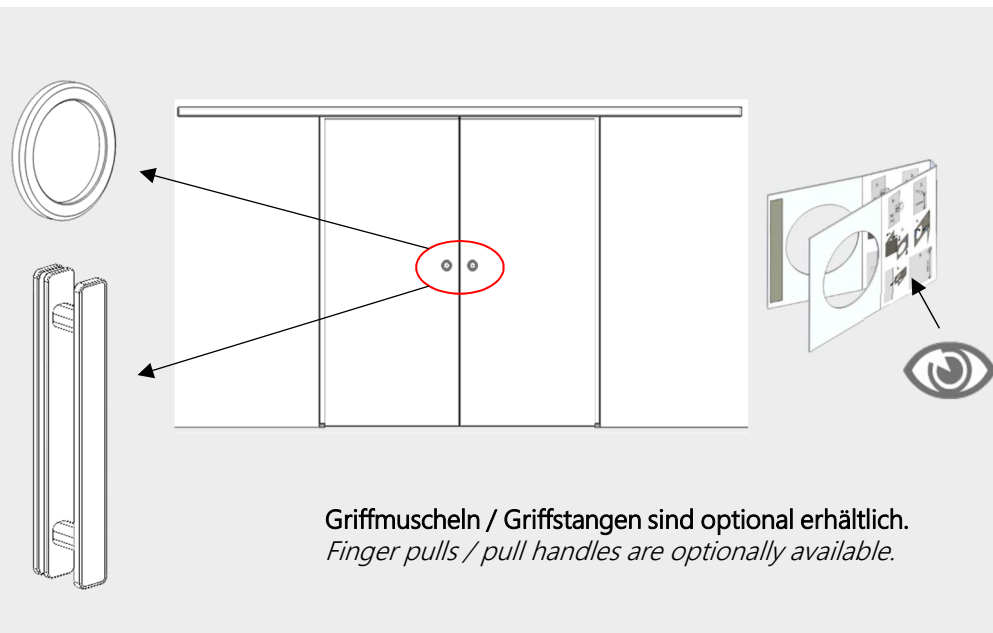 Griffmuscheln / Griffstangen sind optional erhältlich.
Finger pulls / pull handles are optionally available.